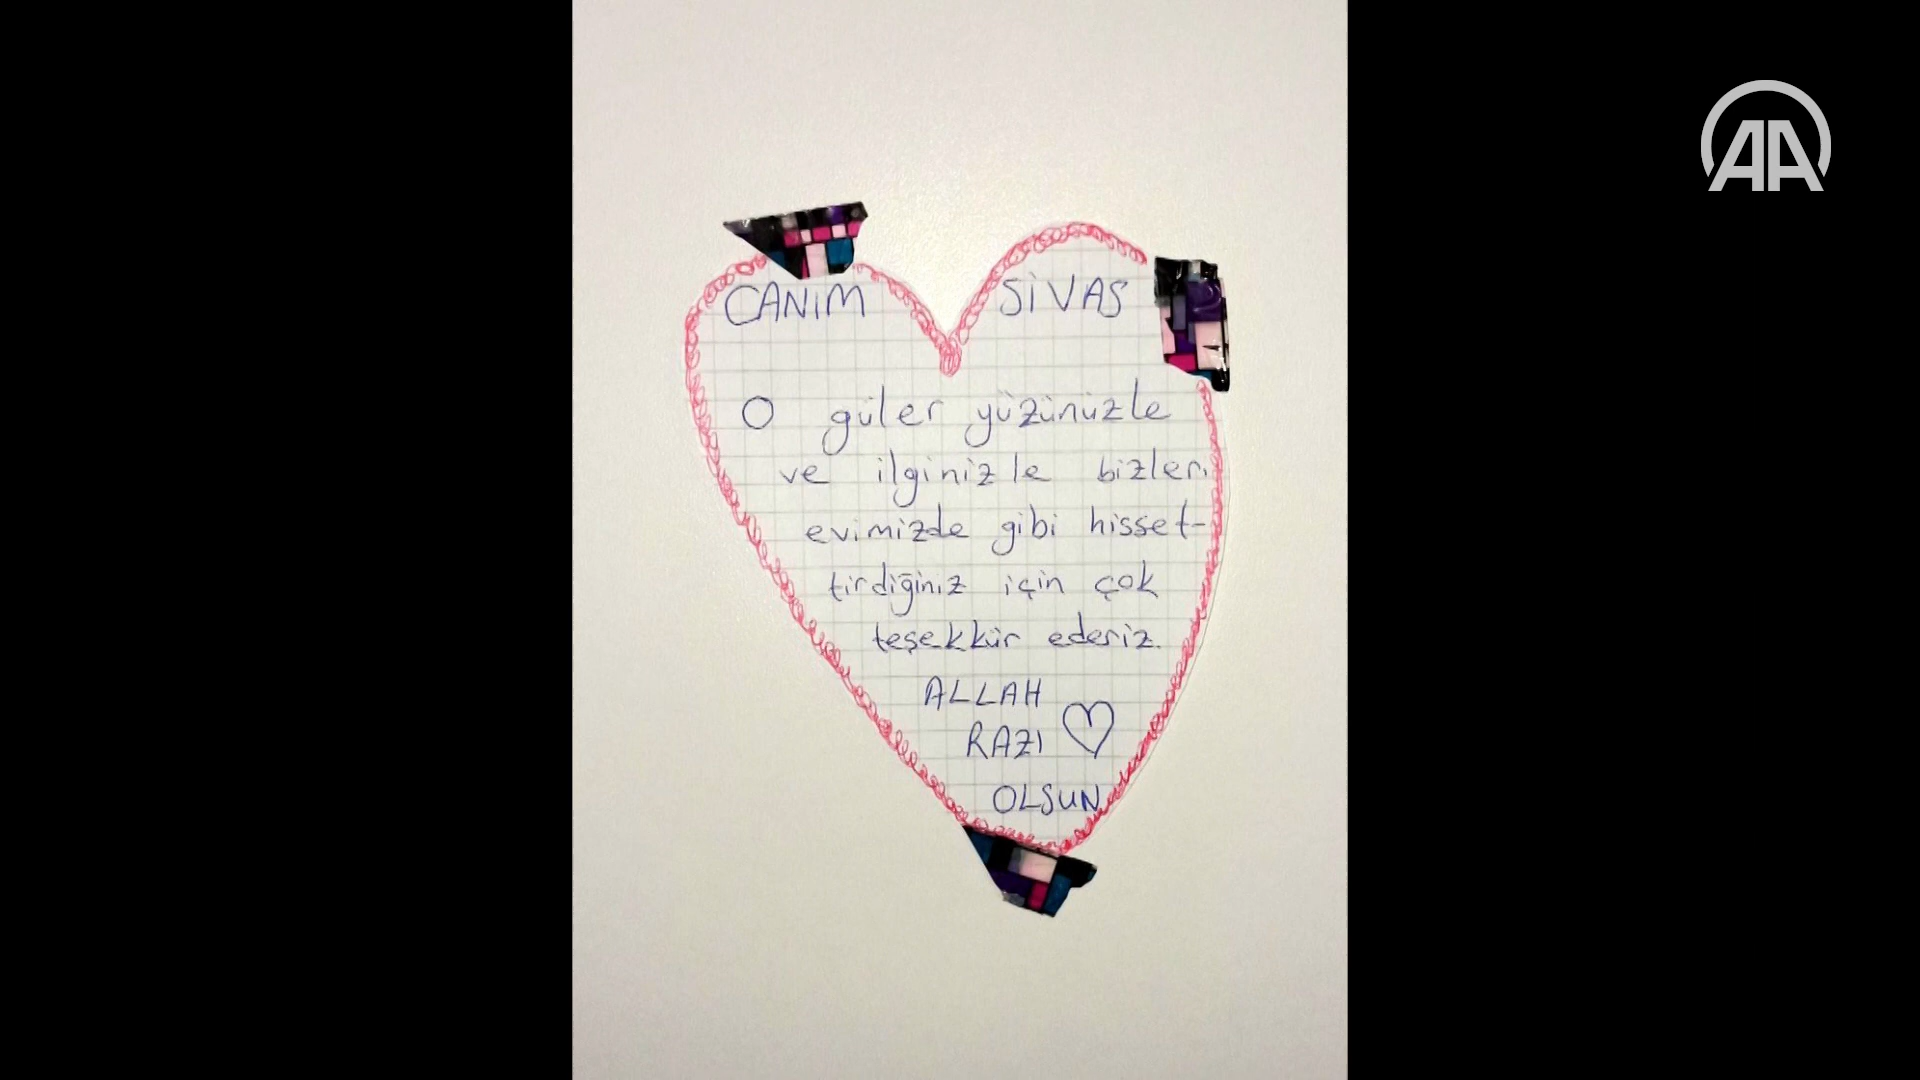 AA
CANIM SİVAS
O güler yüzünüzle
ve ilginizle bizleri
evimizde gibi hisset-
tirdiğiniz için çok
teşekkür ederiz.
ALLAH
RAZI
OLSUN